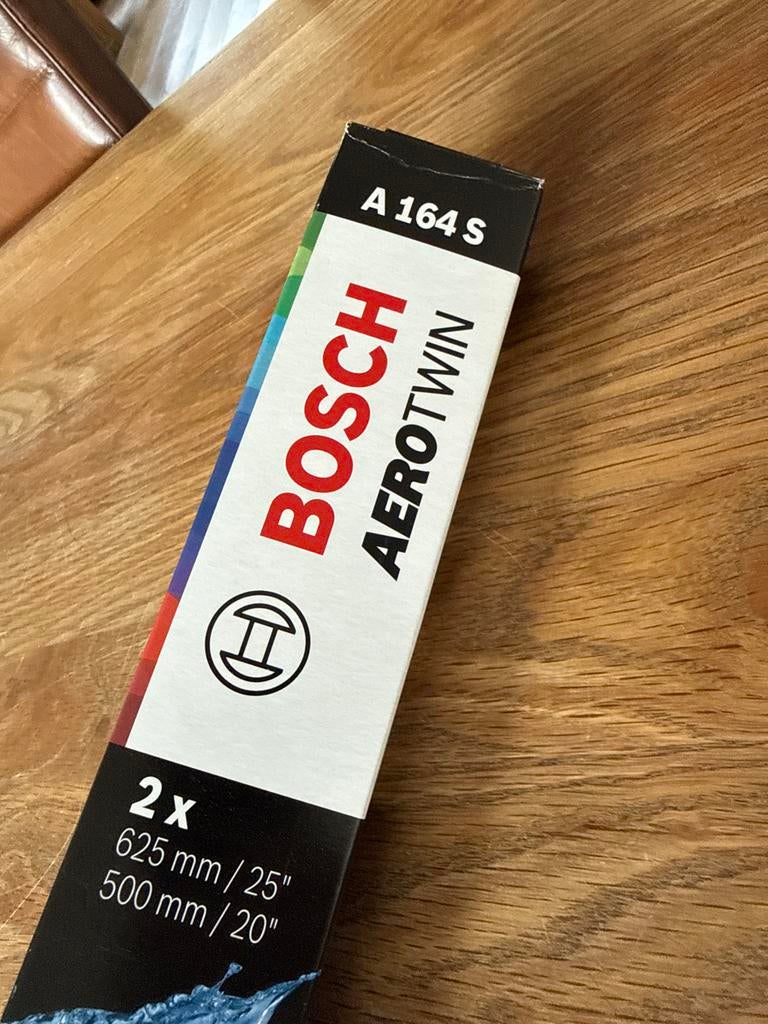 A 164 S
BOSCH
AEROTWIN
2 x
625 mm / 25"
500 mm / 20"